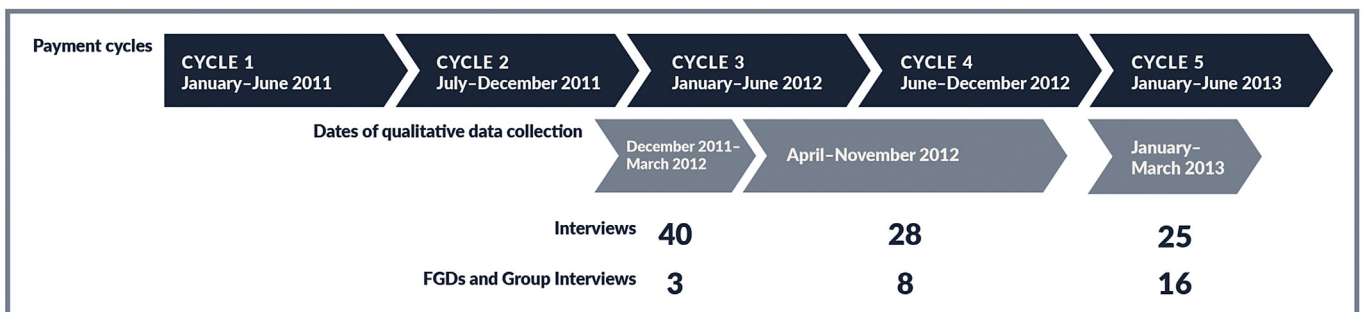 Payment cycles
CYCLE 1
January–June 2011
CYCLE 2
July–December 2011
CYCLE 3
January–June 2012
CYCLE 4
June–December 2012
CYCLE 5
January–June 2013
Dates of qualitative data collection
December 2011–
March 2012
April–November 2012
January–
March 2013
Interviews 40 28 25
FGDs and Group Interviews 3 8 16